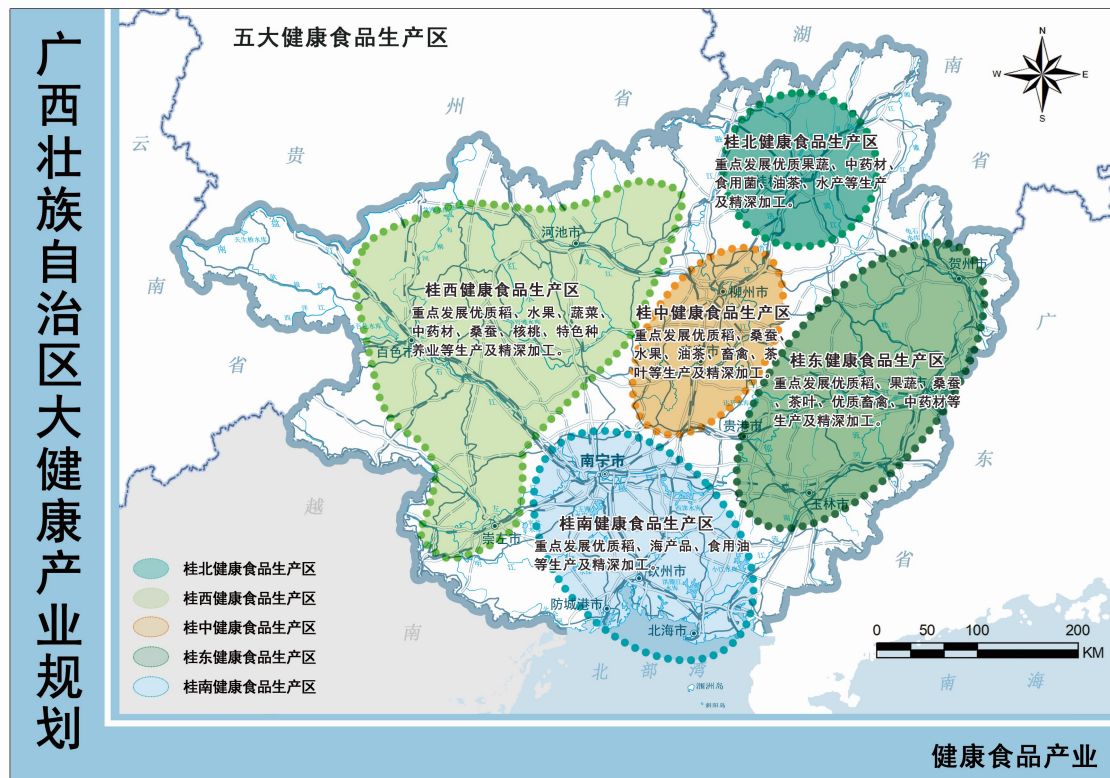 广西壮族自治区大健康产业规划
五大健康食品生产区
湖
南
省
贵
州
省
云
南
省
广
东
省
越
南
N
W
E
S
桂北健康食品生产区
重点发展优质果蔬、中药材、
食用菌、油茶、水产等生产
及精深加工。
河池市
桂西健康食品生产区
重点发展优质稻、水果、蔬菜、
中药材、桑蚕、核桃、特色种
养业等生产及精深加工。
百色市
柳州市
桂中健康食品生产区
重点发展优质稻、桑蚕、
水果、油茶、畜禽、茶
叶等生产及精深加工。
贺州市
桂东健康食品生产区
重点发展优质稻、果蔬、桑蚕
、茶叶、优质畜禽、中药材等
生产及精深加工。
贵港市
玉林市
南宁市
桂南健康食品生产区
重点发展优质稻、海产品、食用油
等生产及精深加工。
崇左市
钦州市
防城港市
北海市
北部湾
涠洲岛
斜阳岛
南海
桂北健康食品生产区
桂西健康食品生产区
桂中健康食品生产区
桂东健康食品生产区
桂南健康食品生产区
0 50 100 200
KM
健康食品产业